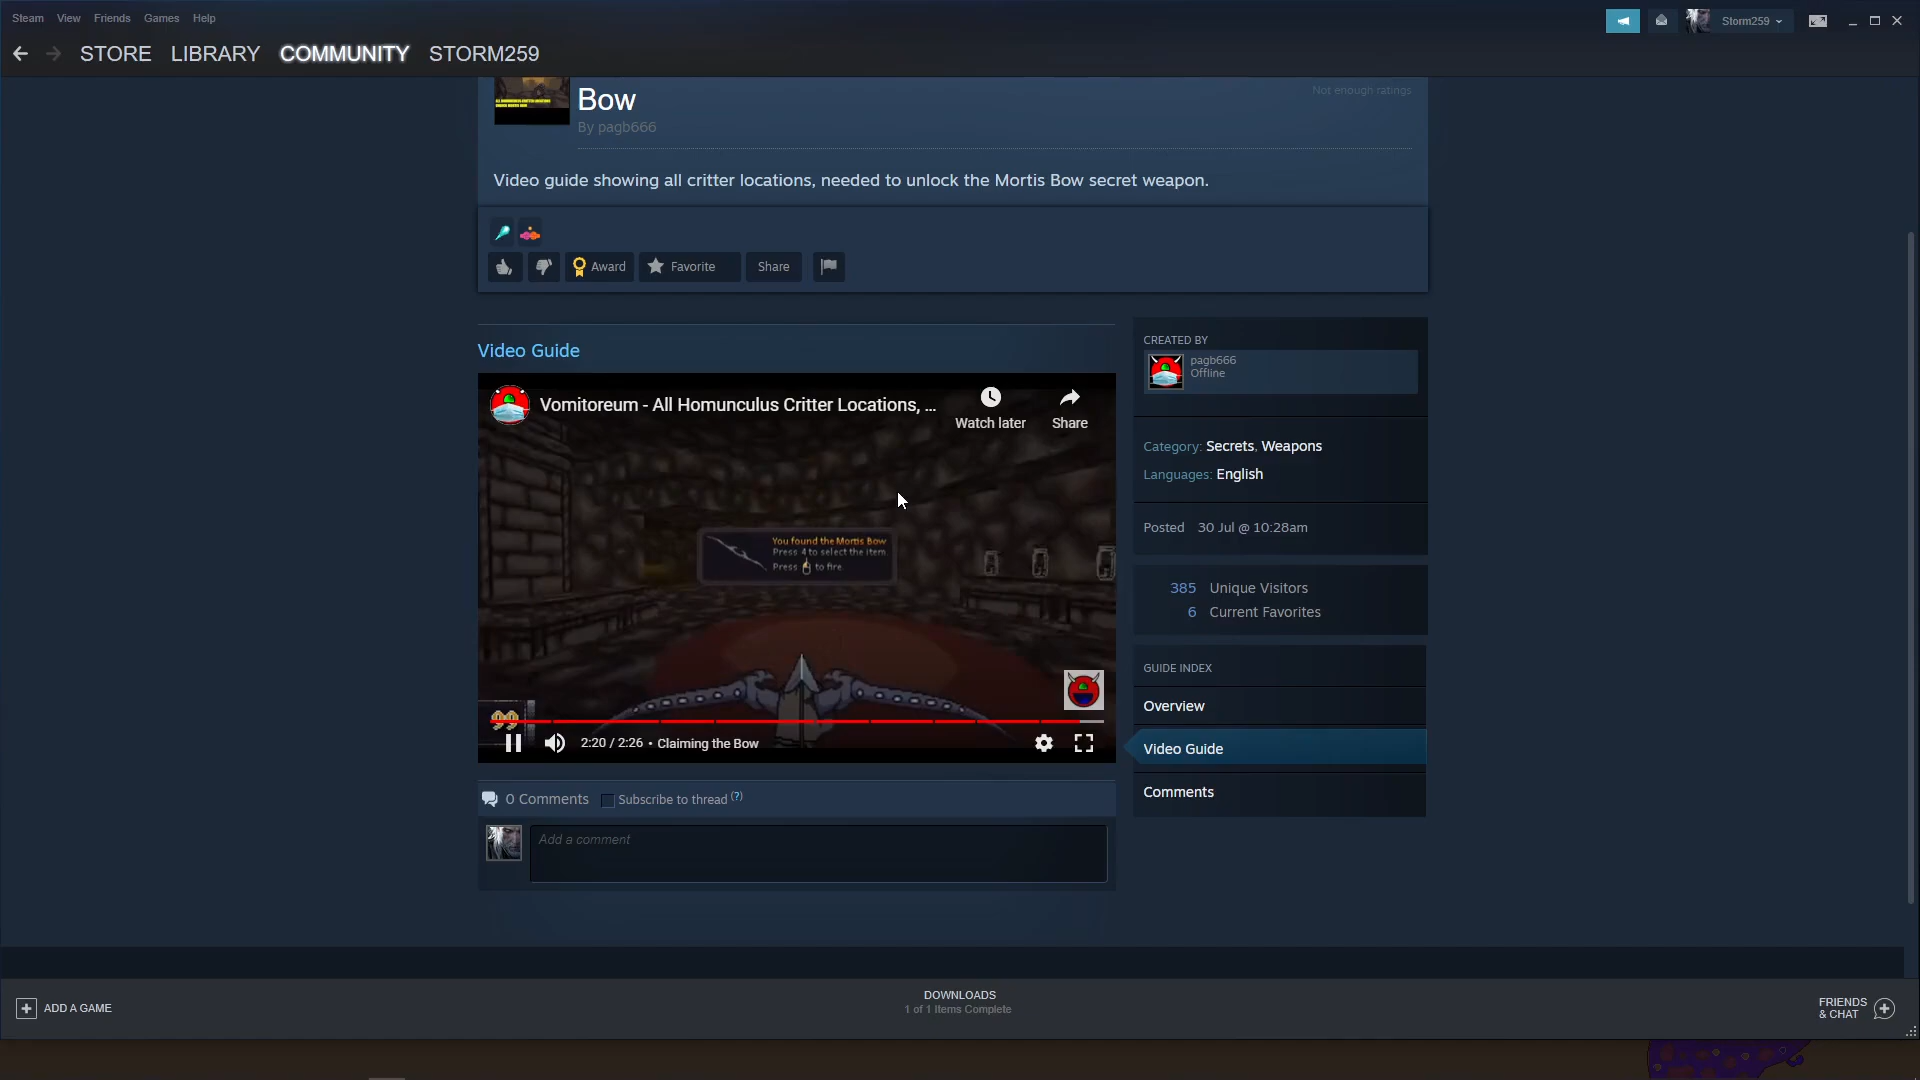 Steam View Friends Games Help
Storm259
STORE LIBRARY COMMUNITY STORM259
Bow
Not enough ratings
By pagb666
Video guide showing all critter locations, needed to unlock the Mortis Bow secret weapon.
Award Favorite Share
Video Guide
Vomitoreum - All Homunculus Critter Locations, ...
Watch later
Share
You found the Mortis Bow
Press 4 to select the item.
Press to fire.
99
2:20 / 2:26 • Claiming the Bow
0 Comments Subscribe to thread (?)
Add a comment
CREATED BY
pagb666
Offline
Category: Secrets, Weapons
Languages: English
Posted 30 Jul @ 10:28am
385 Unique Visitors
6 Current Favorites
GUIDE INDEX
Overview
Video Guide
Comments
ADD A GAME
DOWNLOADS
1 of 1 Items Complete
FRIENDS
& CHAT